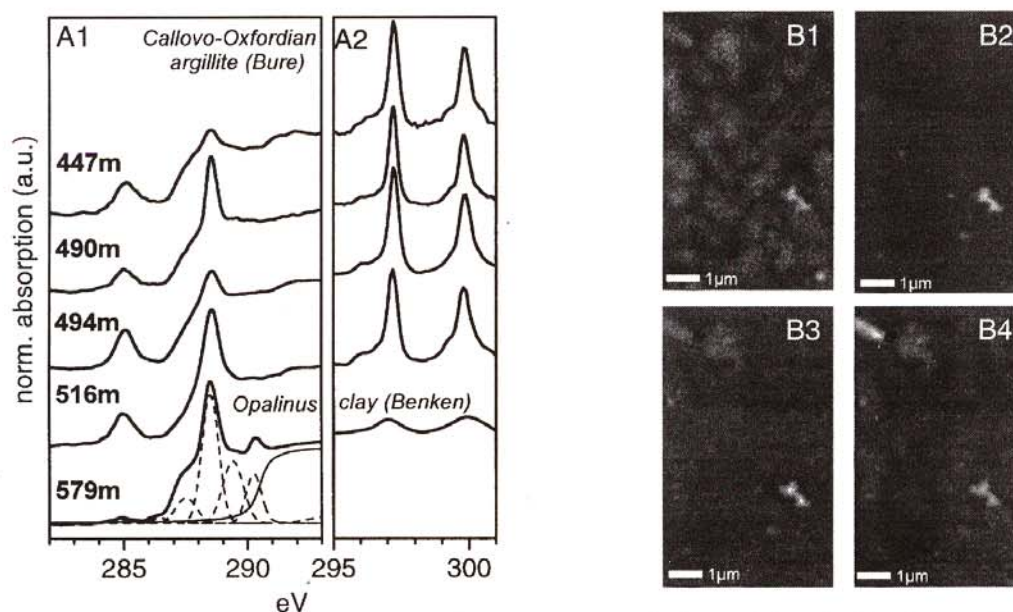 A1
Callovo-Oxfordian
argillite (Bure)
A2
447m
490m
494m
516m
Opalinus clay (Benken)
579m
norm. absorption (a.u.)
285
290
295
300
eV
B1
1µm
B2
1µm
B3
1µm
B4
1µm